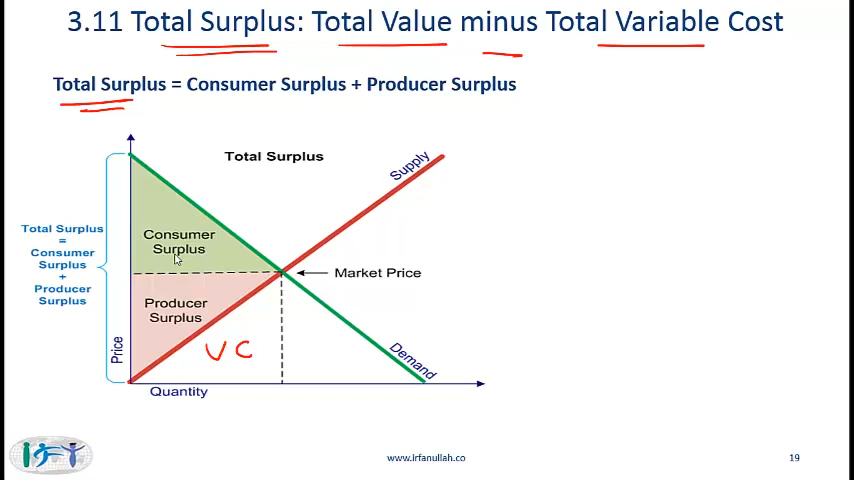 3.11 Total Surplus: Total Value minus Total Variable Cost
Total Surplus = Consumer Surplus + Producer Surplus
Total Surplus
Supply
Total Surplus
=
Consumer
Surplus
+
Producer
Surplus
Consumer
Surplus
Market Price
Producer
Surplus
VC
Price
Demand
Quantity
www.irfanullah.co
19